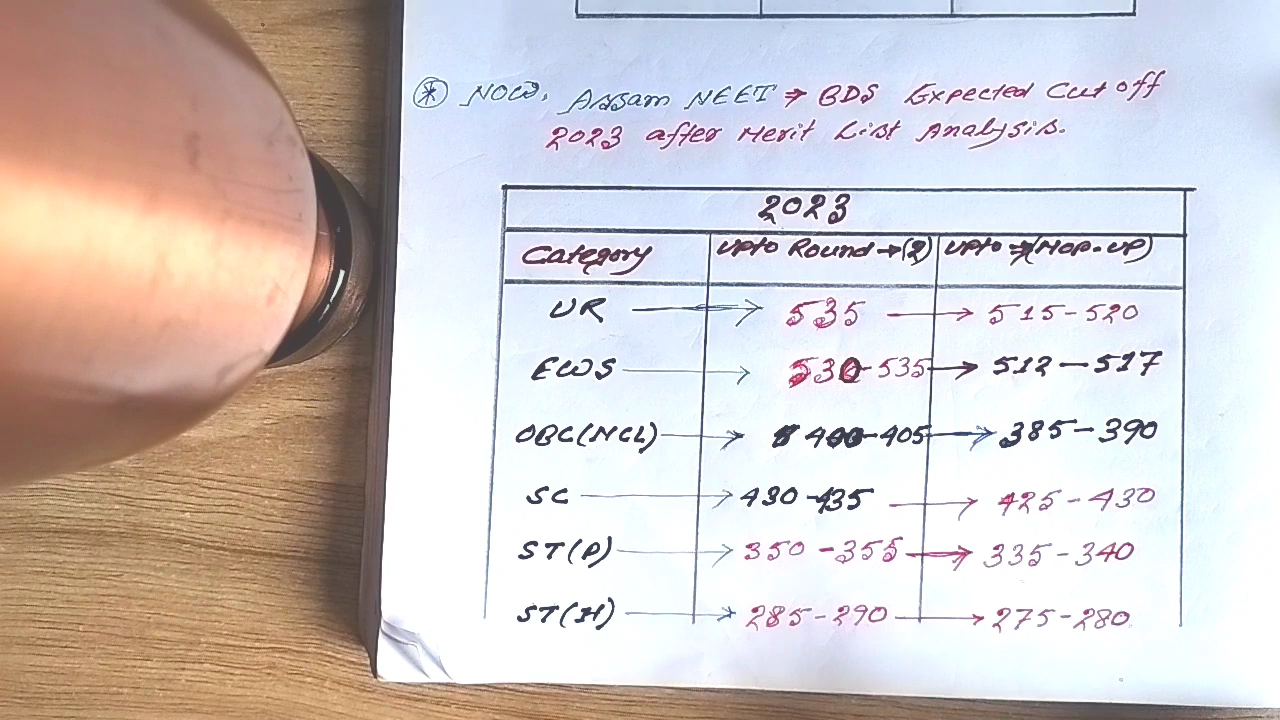 * NOW. Assam NEET → BDS Expected Cut off
2023 after Merit List Analysis.
2023
Category UPto Round →(2) UPto →(Mop-UP)
UR → 535 → 515-520
EWS → 530-535 → 512-517
OBC(NCL) → 400-405 → 385-390
SC → 430-435 → 425-430
ST(P) → 350-355 → 335-340
ST(H) → 285-290 → 275-280